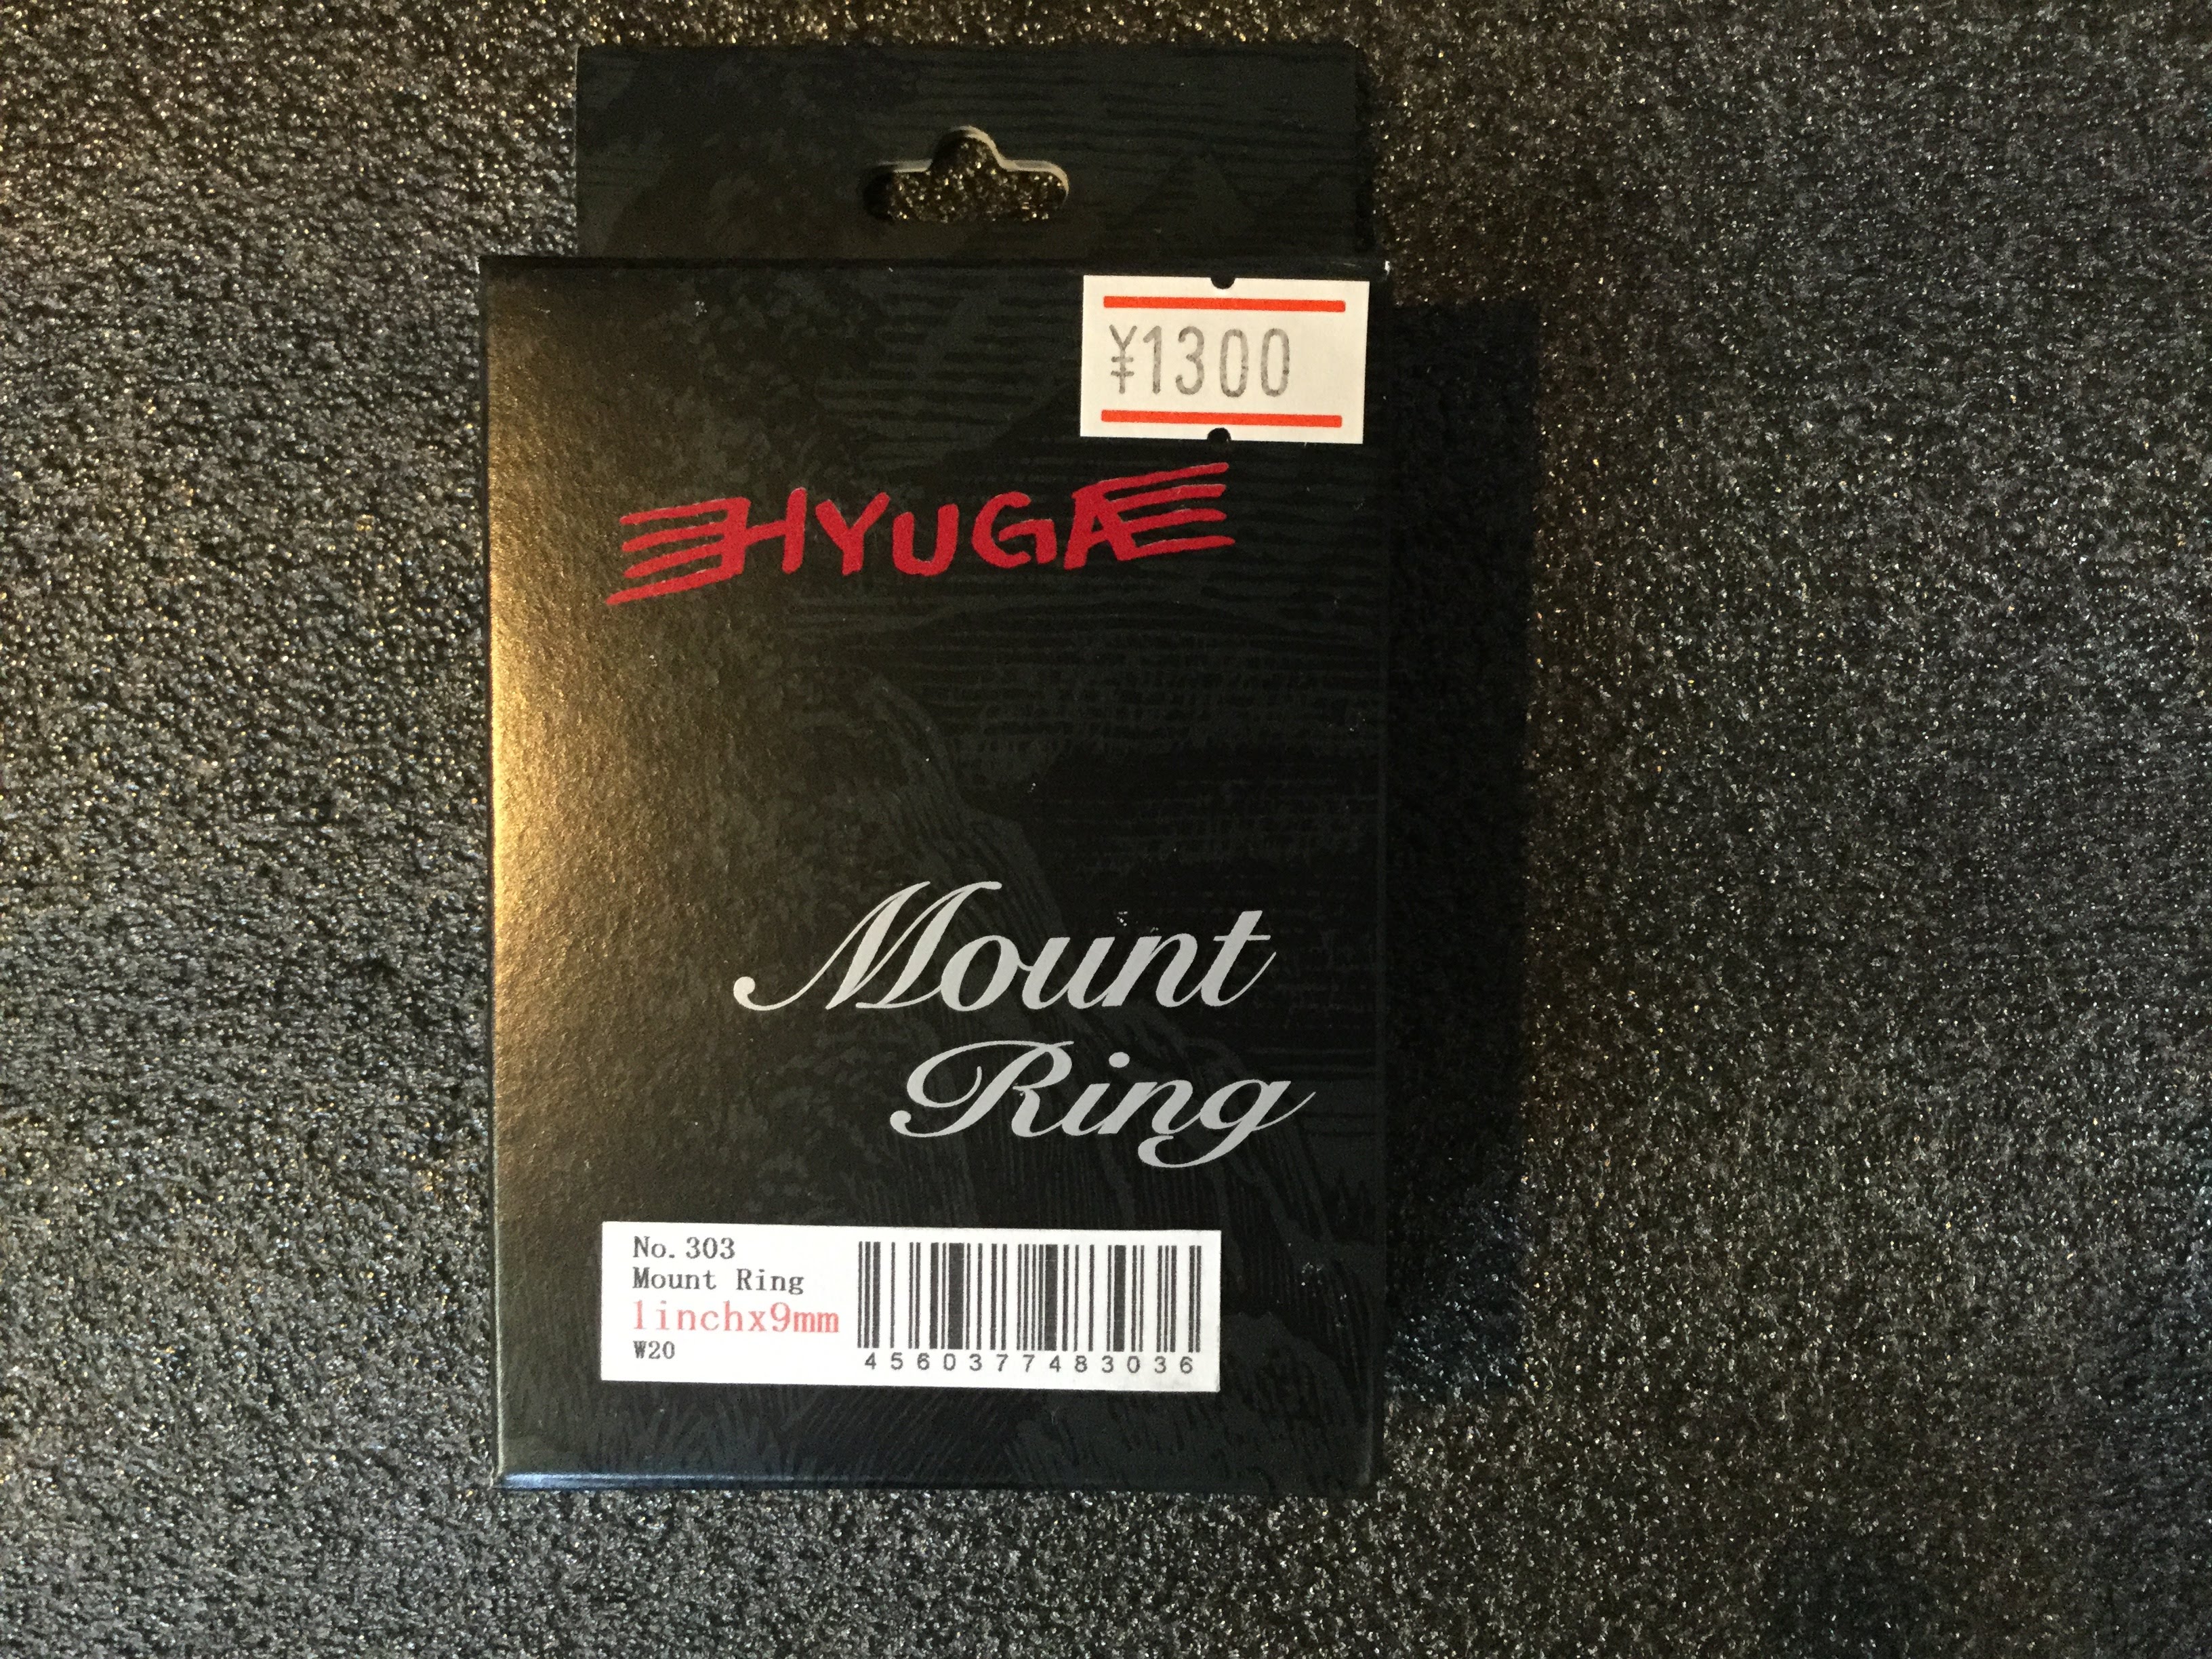 ¥1300
HYUGA
Mount
Ring
No. 303
Mount Ring
1inchx9mm
W20
4560377483036